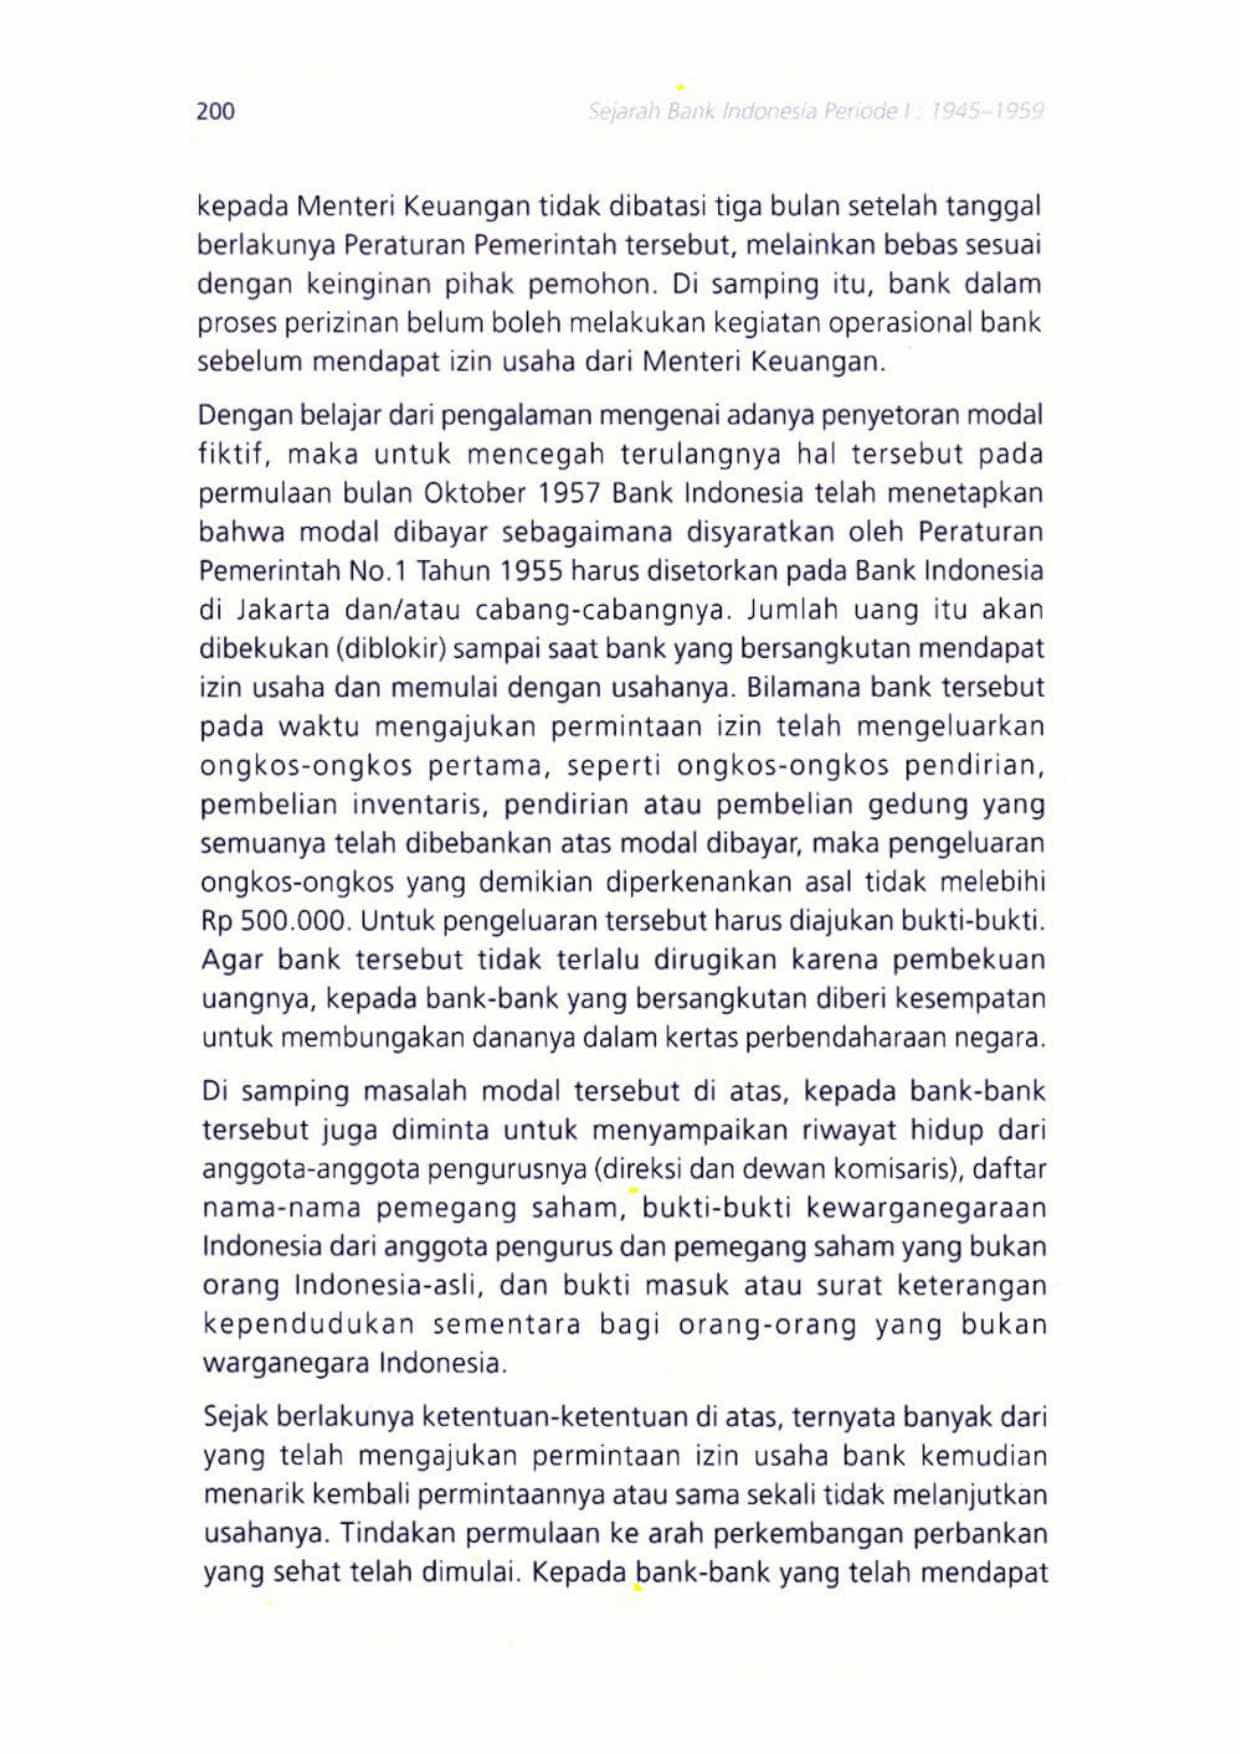 200
Sejarah Bank Indonesia Periode I : 1945–1959
kepada Menteri Keuangan tidak dibatasi tiga bulan setelah tanggal
berlakunya Peraturan Pemerintah tersebut, melainkan bebas sesuai
dengan keinginan pihak pemohon. Di samping itu, bank dalam
proses perizinan belum boleh melakukan kegiatan operasional bank
sebelum mendapat izin usaha dari Menteri Keuangan.
Dengan belajar dari pengalaman mengenai adanya penyetoran modal
fiktif, maka untuk mencegah terulangnya hal tersebut pada
permulaan bulan Oktober 1957 Bank Indonesia telah menetapkan
bahwa modal dibayar sebagaimana disyaratkan oleh Peraturan
Pemerintah No.1 Tahun 1955 harus disetorkan pada Bank Indonesia
di Jakarta dan/atau cabang-cabangnya. Jumlah uang itu akan
dibekukan (diblokir) sampai saat bank yang bersangkutan mendapat
izin usaha dan memulai dengan usahanya. Bilamana bank tersebut
pada waktu mengajukan permintaan izin telah mengeluarkan
ongkos-ongkos pertama, seperti ongkos-ongkos pendirian,
pembelian inventaris, pendirian atau pembelian gedung yang
semuanya telah dibebankan atas modal dibayar, maka pengeluaran
ongkos-ongkos yang demikian diperkenankan asal tidak melebihi
Rp 500.000. Untuk pengeluaran tersebut harus diajukan bukti-bukti.
Agar bank tersebut tidak terlalu dirugikan karena pembekuan
uangnya, kepada bank-bank yang bersangkutan diberi kesempatan
untuk membungakan dananya dalam kertas perbendaharaan negara.
Di samping masalah modal tersebut di atas, kepada bank-bank
tersebut juga diminta untuk menyampaikan riwayat hidup dari
anggota-anggota pengurusnya (direksi dan dewan komisaris), daftar
nama-nama pemegang saham, bukti-bukti kewarganegaraan
Indonesia dari anggota pengurus dan pemegang saham yang bukan
orang Indonesia-asli, dan bukti masuk atau surat keterangan
kependudukan sementara bagi orang-orang yang bukan
warganegara Indonesia.
Sejak berlakunya ketentuan-ketentuan di atas, ternyata banyak dari
yang telah mengajukan permintaan izin usaha bank kemudian
menarik kembali permintaannya atau sama sekali tidak melanjutkan
usahanya. Tindakan permulaan ke arah perkembangan perbankan
yang sehat telah dimulai. Kepada bank-bank yang telah mendapat